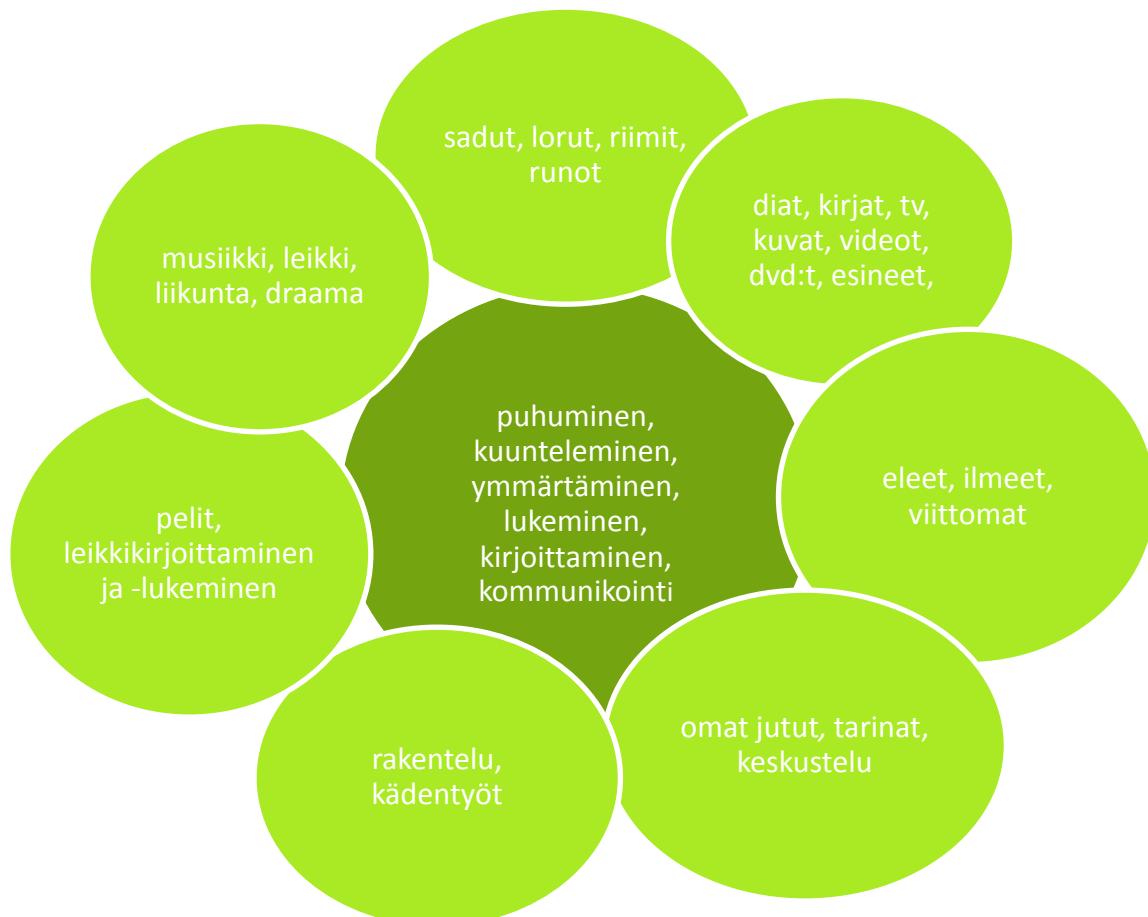 sadut, lorut, riimit,
runot
diat, kirjat, tv,
kuvat, videot,
dvd:t, esineet,
musiikki, leikki,
liikunta, draama
puhuminen,
kuunteleminen,
ymmärtäminen,
lukeminen,
kirjoittaminen,
kommunikointi
eleet, ilmeet,
viittomat
pelit,
leikkikirjoittaminen
ja -lukeminen
omat jutut, tarinat,
keskustelu
rakentelu,
kädentyöt